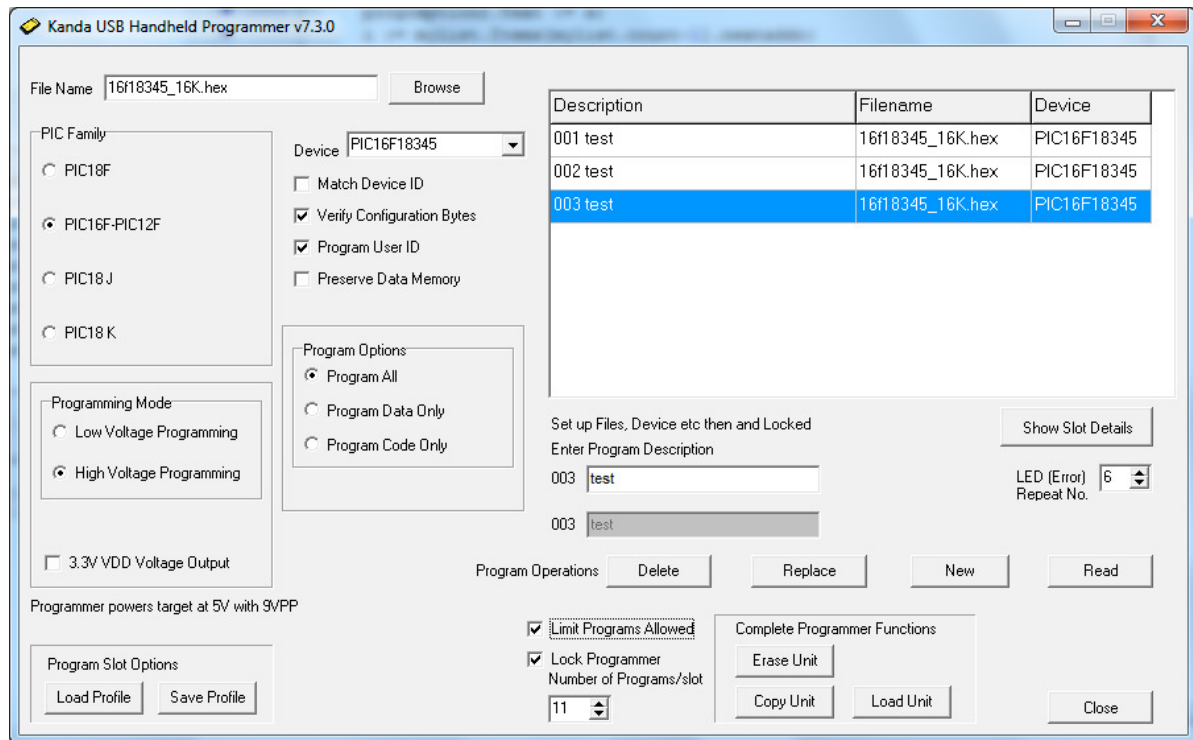 Kanda USB Handheld Programmer v7.3.0
File Name 16f18345_16K.hex Browse
PIC Family
PIC18F
PIC16F-PIC12F
PIC18 J
PIC18 K
Device PIC16F18345
Match Device ID
Verify Configuration Bytes
Program User ID
Preserve Data Memory
Description Filename Device
001 test 16f18345_16K.hex PIC16F18345
002 test 16f18345_16K.hex PIC16F18345
003 test 16f18345_16K.hex PIC16F18345
Programming Mode
Low Voltage Programming
High Voltage Programming
3.3V VDD Voltage Output
Programmer powers target at 5V with 9VPP
Program Options
Program All
Program Data Only
Program Code Only
Set up Files, Device etc then and Locked
Enter Program Description
003 test
003 test
Show Slot Details
LED (Error) 6
Repeat No.
Program Operations Delete Replace New Read
Limit Programs Allowed
Lock Programmer
Number of Programs/slot
11
Complete Programmer Functions
Erase Unit
Copy Unit Load Unit
Program Slot Options
Load Profile Save Profile
Close